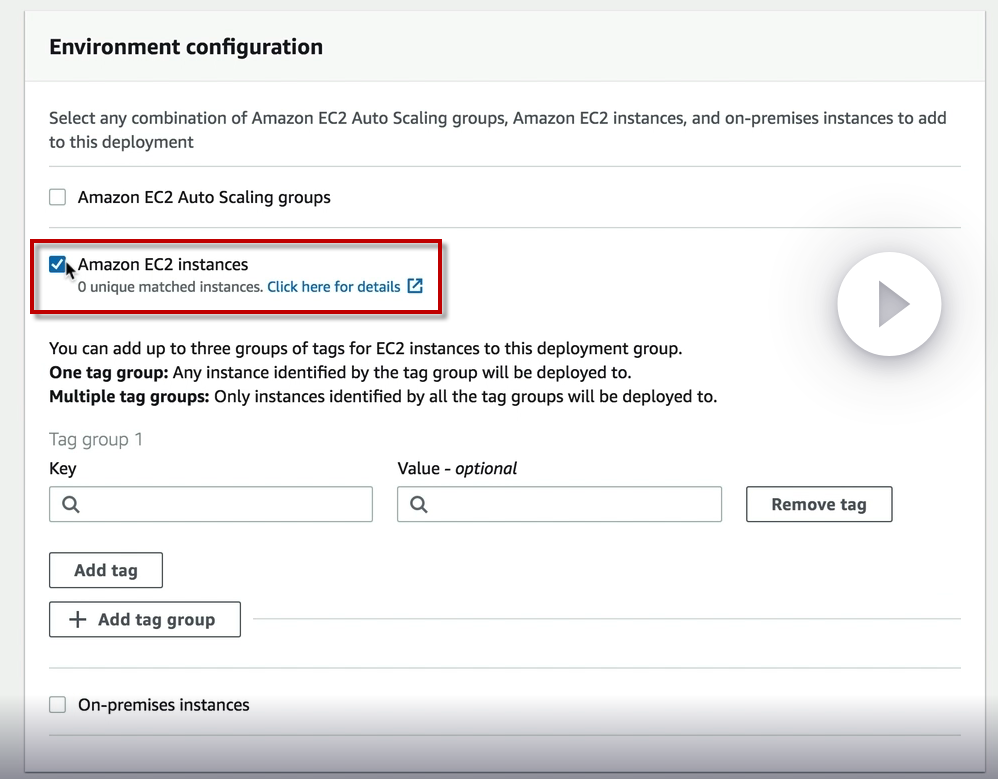 Environment configuration
Select any combination of Amazon EC2 Auto Scaling groups, Amazon EC2 instances, and on-premises instances to add
to this deployment
Amazon EC2 Auto Scaling groups
Amazon EC2 instances
0 unique matched instances. Click here for details
You can add up to three groups of tags for EC2 instances to this deployment group.
One tag group: Any instance identified by the tag group will be deployed to.
Multiple tag groups: Only instances identified by all the tag groups will be deployed to.
Tag group 1
Key Value - optional
Remove tag
Add tag
+ Add tag group
On-premises instances